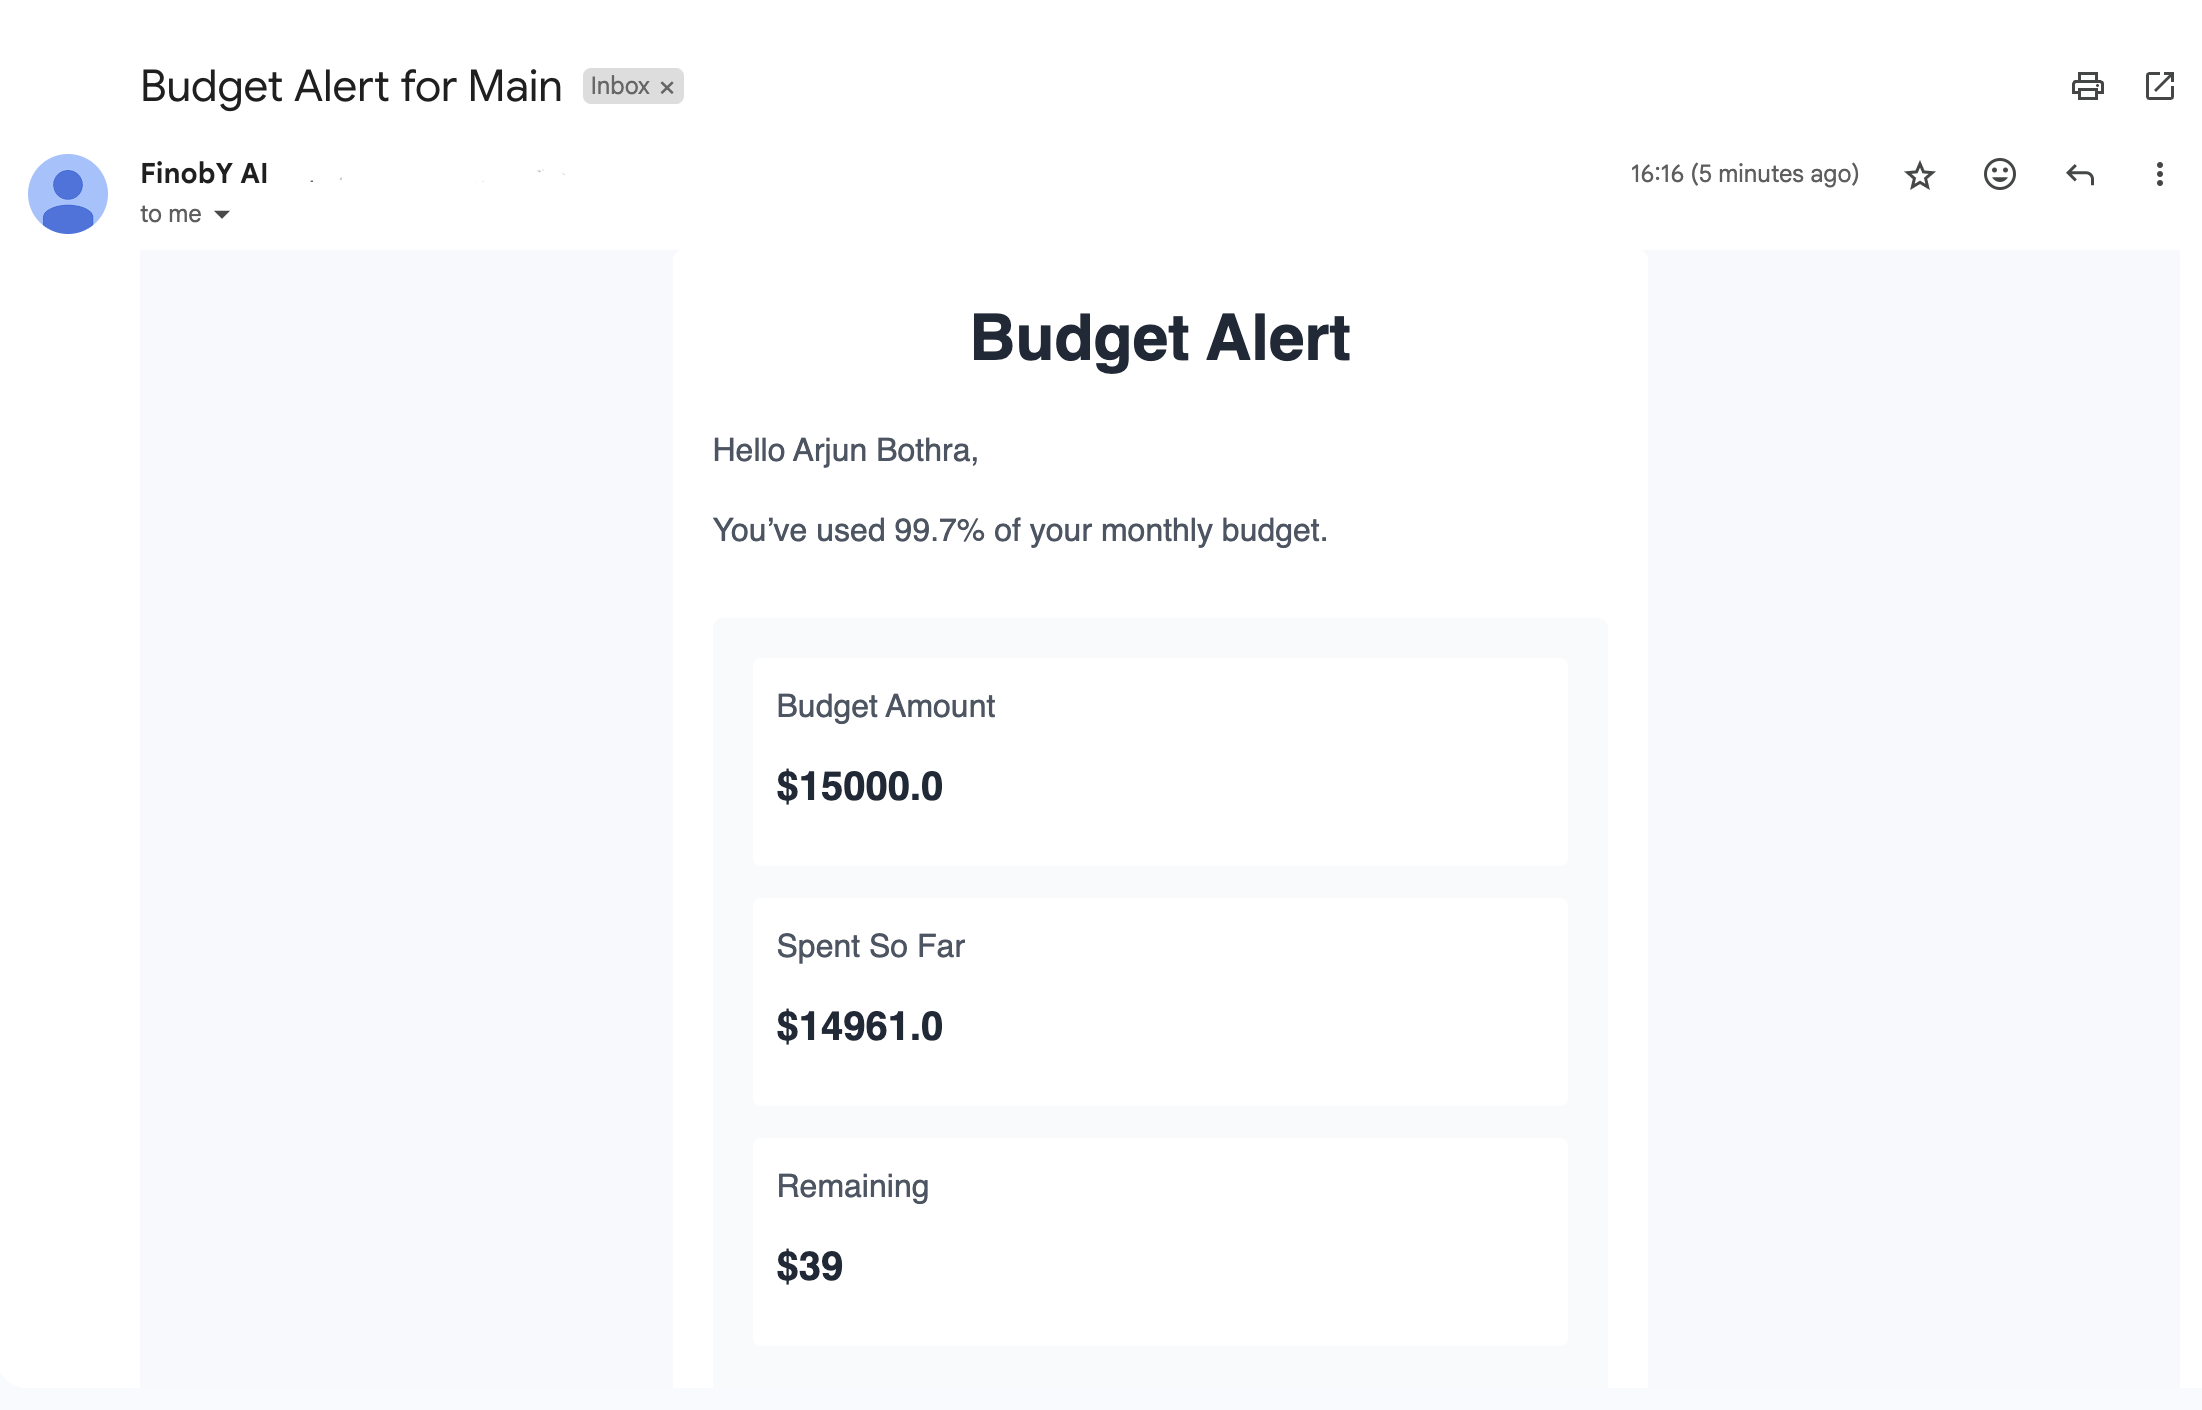 Budget Alert for Main Inbox ×
FinobY AI 16:16 (5 minutes ago)
to me
Budget Alert
Hello Arjun Bothra,
You’ve used 99.7% of your monthly budget.
Budget Amount
$15000.0
Spent So Far
$14961.0
Remaining
$39